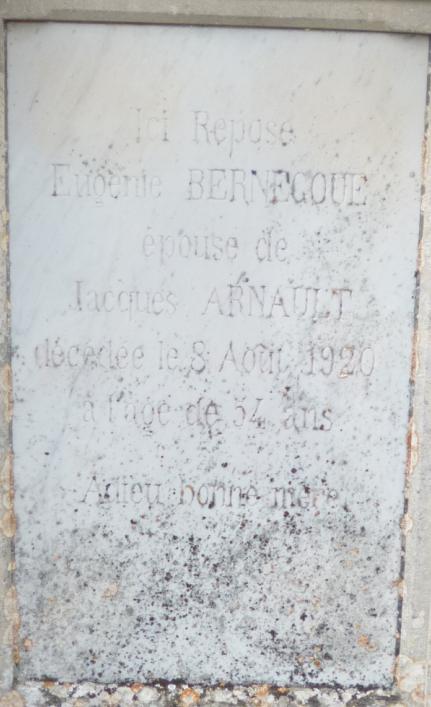 Ici Repose
Eugénie BERNEGOUE
épouse de
Jacques ARNAULT
décédée le 8 Août 1920
à l'âge de 54 ans
Adieu bonne mère